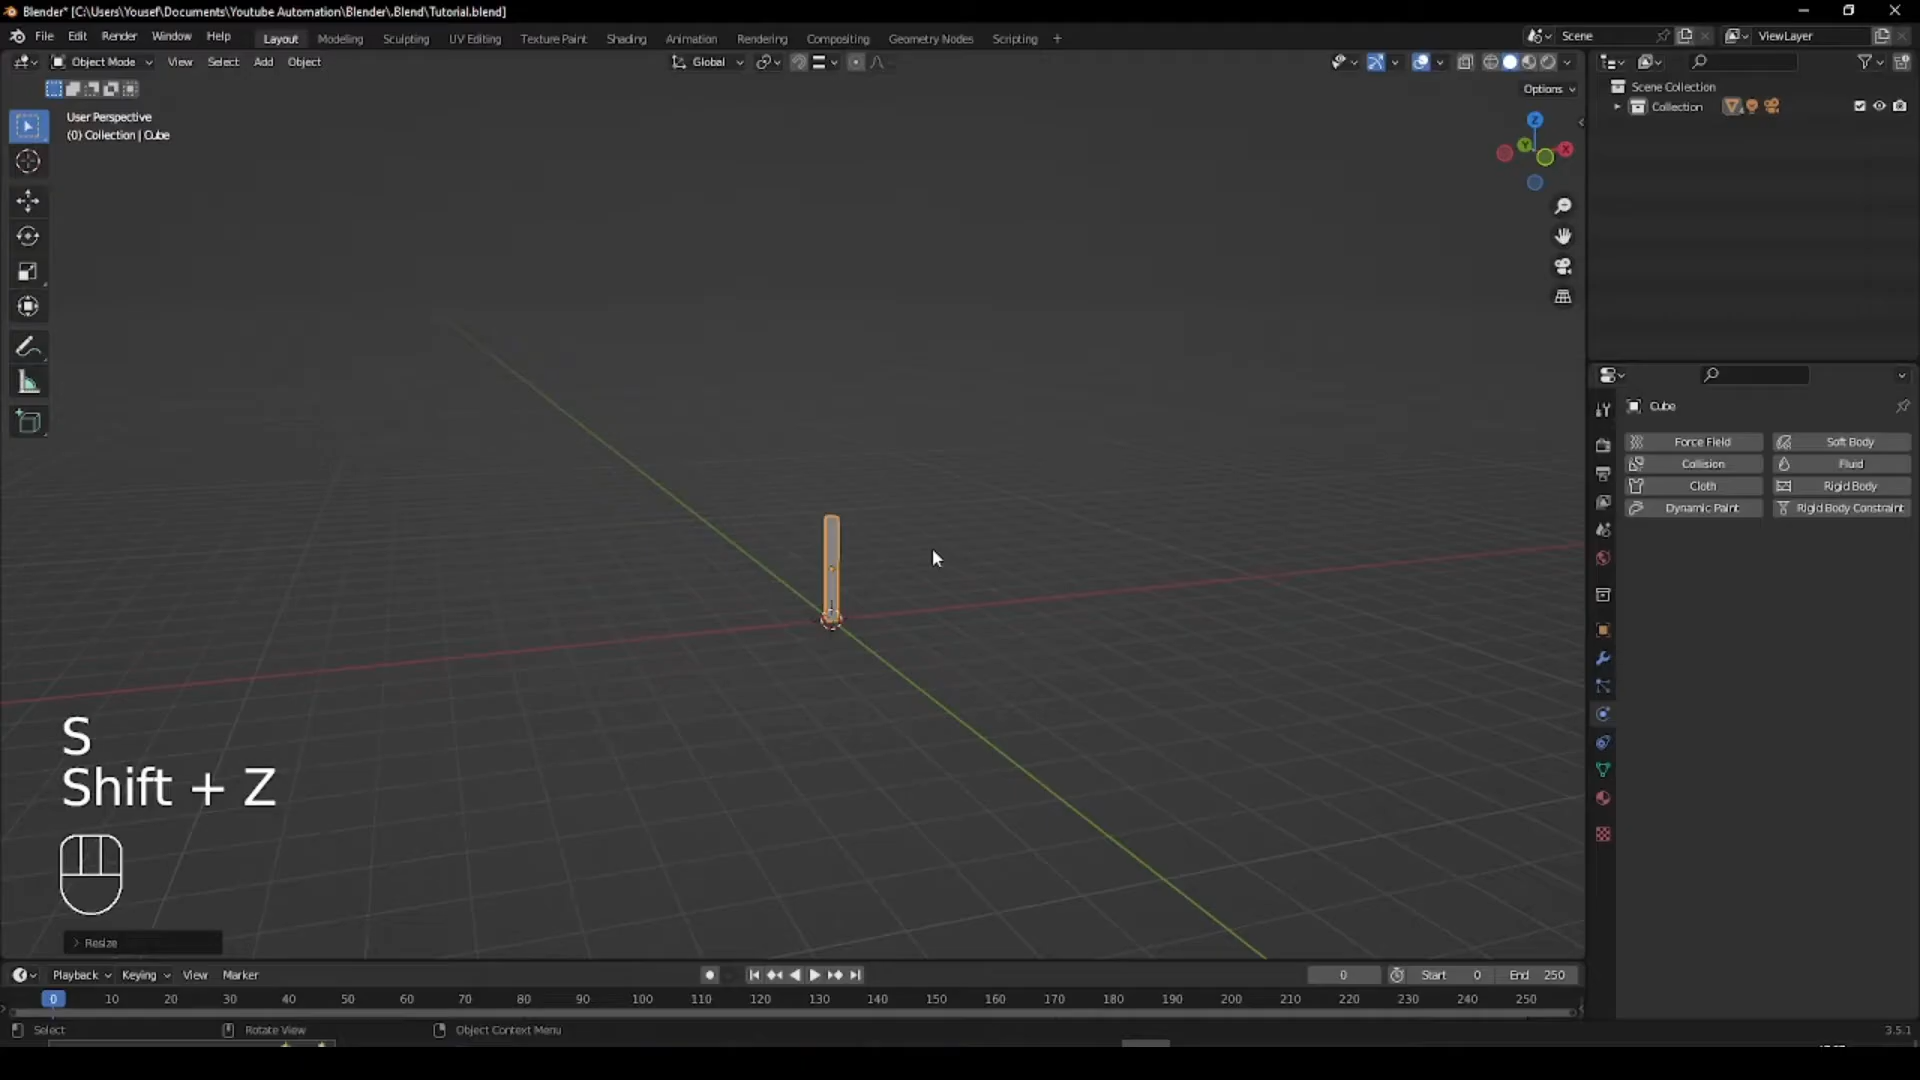 Blender* [C:\Users\Yousef\Documents\Youtube Automation\Blender\.Blend\Tutorial.blend]
File Edit Render Window Help Layout Modeling Sculpting UV Editing Texture Paint Shading Animation Rendering Compositing Geometry Nodes Scripting + Scene ViewLayer
Object Mode View Select Add Object Global
Options
User Perspective
(0) Collection | Cube
Z
Y
X
Scene Collection
Collection
Cube
Force Field Soft Body
Collision Fluid
Cloth Rigid Body
Dynamic Paint Rigid Body Constraint
S
Shift + Z
Resize
Playback Keying View Marker 0 Start 0 End 250
0 10 20 30 40 50 60 70 80 90 100 110 120 130 140 150 160 170 180 190 200 210 220 230 240 250
Select Rotate View Object Context Menu 3.5.1